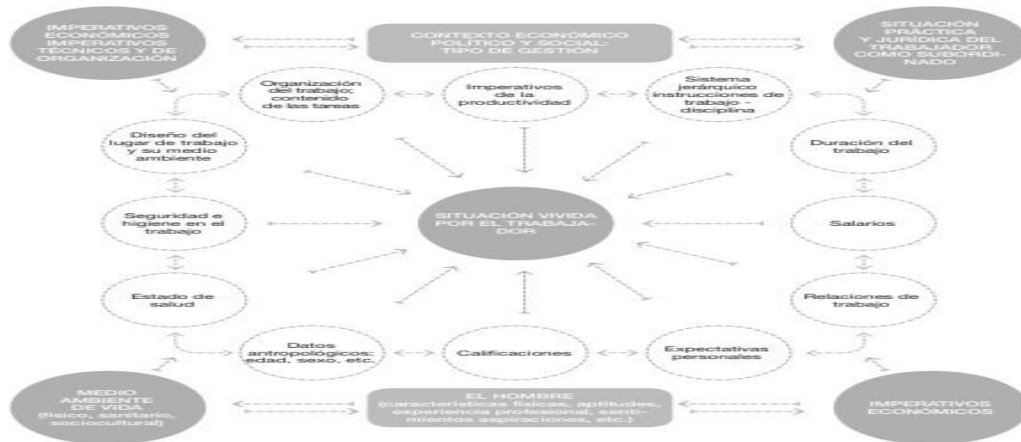 IMPERATIVOS
ECONÓMICOS
IMPERATIVOS
TÉCNICOS Y DE
ORGANIZACIÓN
CONTEXTO ECONÓMICO
POLÍTICO Y SOCIAL:
TIPO DE GESTIÓN
SITUACIÓN
PRÁCTICA
Y JURÍDICA DEL
TRABAJADOR
COMO SUBORDI-
NADO
Organización
del trabajo;
contenido
de las tareas
Imperativos
de la
productividad
Sistema
jerárquico
instrucciones de
trabajo -
disciplina
Diseño del
lugar de trabajo
y su medio
ambiente
Duración del
trabajo
Seguridad e
higiene en el
trabajo
SITUACIÓN VIVIDA
POR EL TRABAJA-
DOR
Salarios
Estado de
salud
Relaciones de
trabajo
Datos
antropológicos:
edad, sexo, etc.
Calificaciones
Expectativas
personales
MEDIO
AMBIENTE
DE VIDA
(físico, sanitario,
sociocultural)
EL HOMBRE
(características físicas, aptitudes,
experiencia profesional, senti-
mientos aspiraciones, etc.)
IMPERATIVOS
ECONÓMICOS